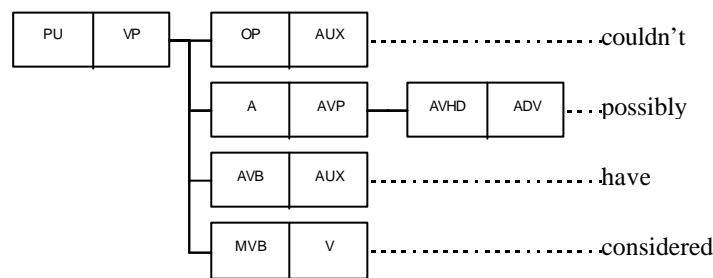 PU VP OP AUX couldn't
A AVP AVHD ADV possibly
AVB AUX have
MVB V considered